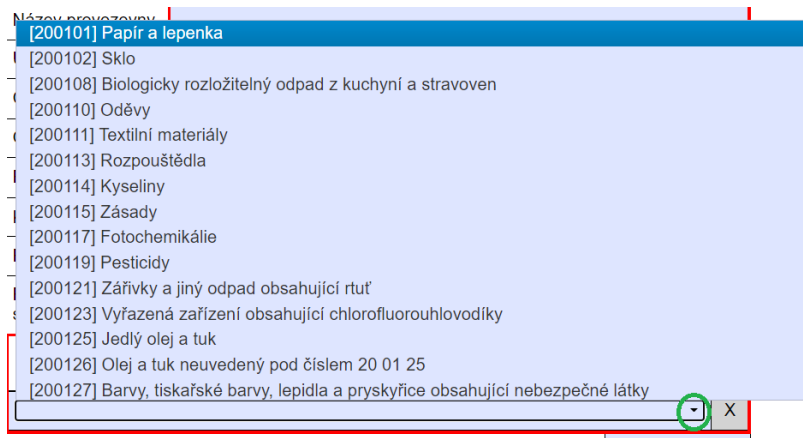 Název provozovny
[200101] Papír a lepenka
[200102] Sklo
[200108] Biologicky rozložitelný odpad z kuchyní a stravoven
[200110] Oděvy
[200111] Textilní materiály
[200113] Rozpouštědla
[200114] Kyseliny
[200115] Zásady
[200117] Fotochemikálie
[200119] Pesticidy
[200121] Zářivky a jiný odpad obsahující rtuť
[200123] Vyřazená zařízení obsahující chlorofluorouhlovodíky
[200125] Jedlý olej a tuk
[200126] Olej a tuk neuvedený pod číslem 20 01 25
[200127] Barvy, tiskařské barvy, lepidla a pryskyřice obsahující nebezpečné látky
X